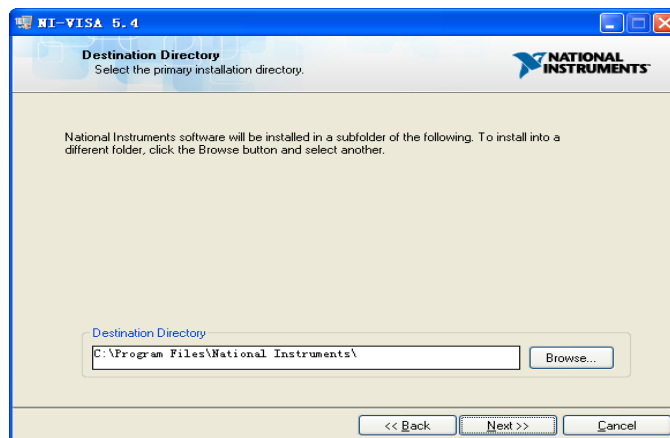 NI-VISA 5.4
Destination Directory
Select the primary installation directory.
NATIONAL
INSTRUMENTS
National Instruments software will be installed in a subfolder of the following. To install into a
different folder, click the Browse button and select another.
Destination Directory
C:\Program Files\National Instruments\
Browse...
<< Back
Next >>
Cancel